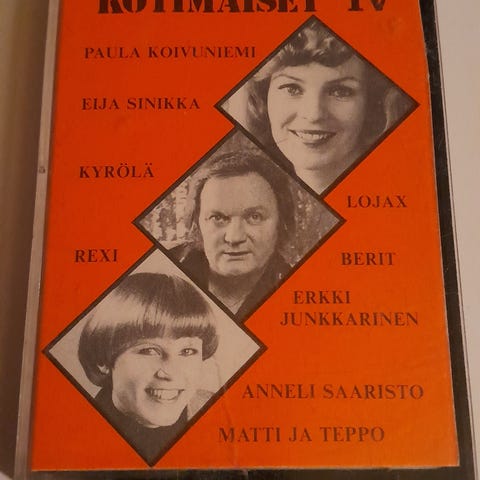 KOTIMAISET IV
PAULA KOIVUNIEMI
EIJA SINIKKA
KYRÖLÄ
LOJAX
REXI
BERIT
ERKKI
JUNKKARINEN
ANNELI SAARISTO
MATTI JA TEPPO